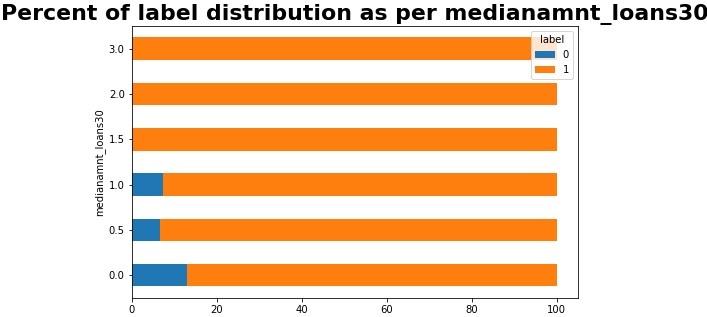 Percent of label distribution as per medianamnt_loans30
label
0
1
medianamnt_loans30
3.0
2.0
1.5
1.0
0.5
0.0
0 20 40 60 80 100